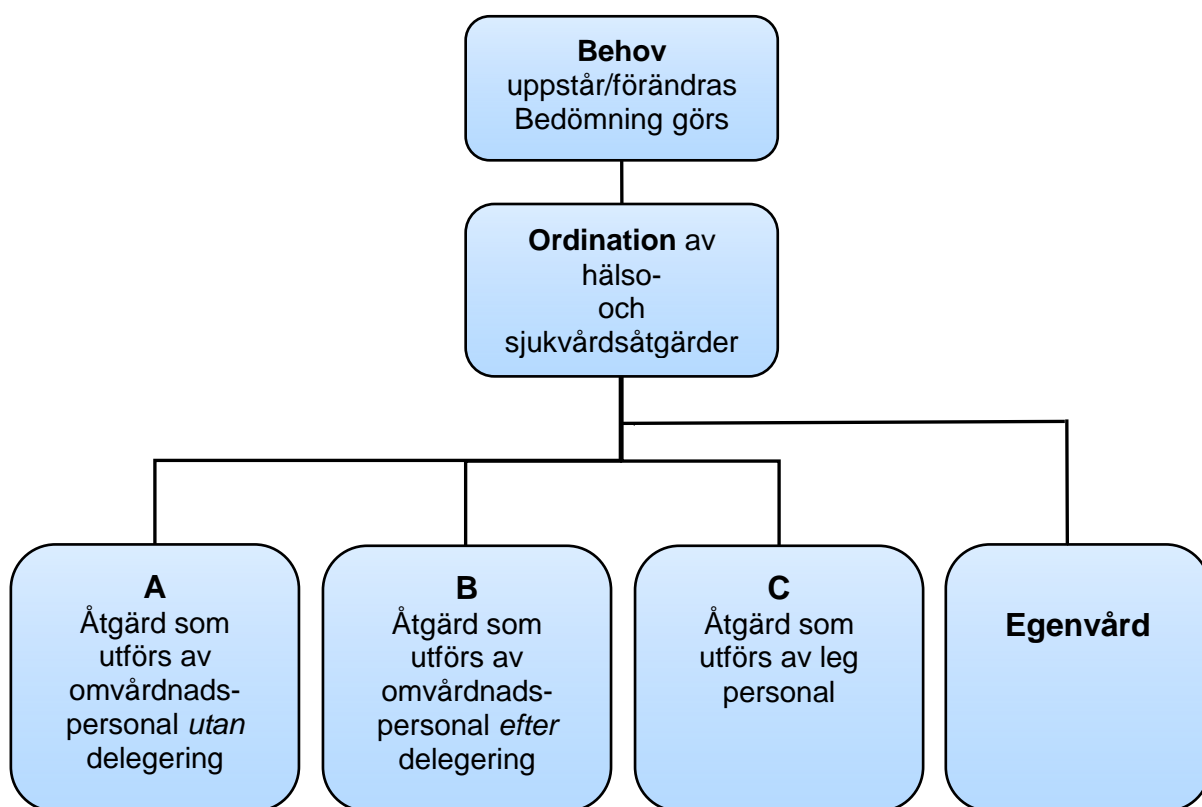 Behov
uppstår/förändras
Bedömning görs
Ordination av
hälso-
och
sjukvårdsåtgärder
A
Åtgärd som
utförs av
omvårdnads-
personal utan
delegering
B
Åtgärd som
utförs av
omvårdnads-
personal efter
delegering
C
Åtgärd som
utförs av leg
personal
Egenvård